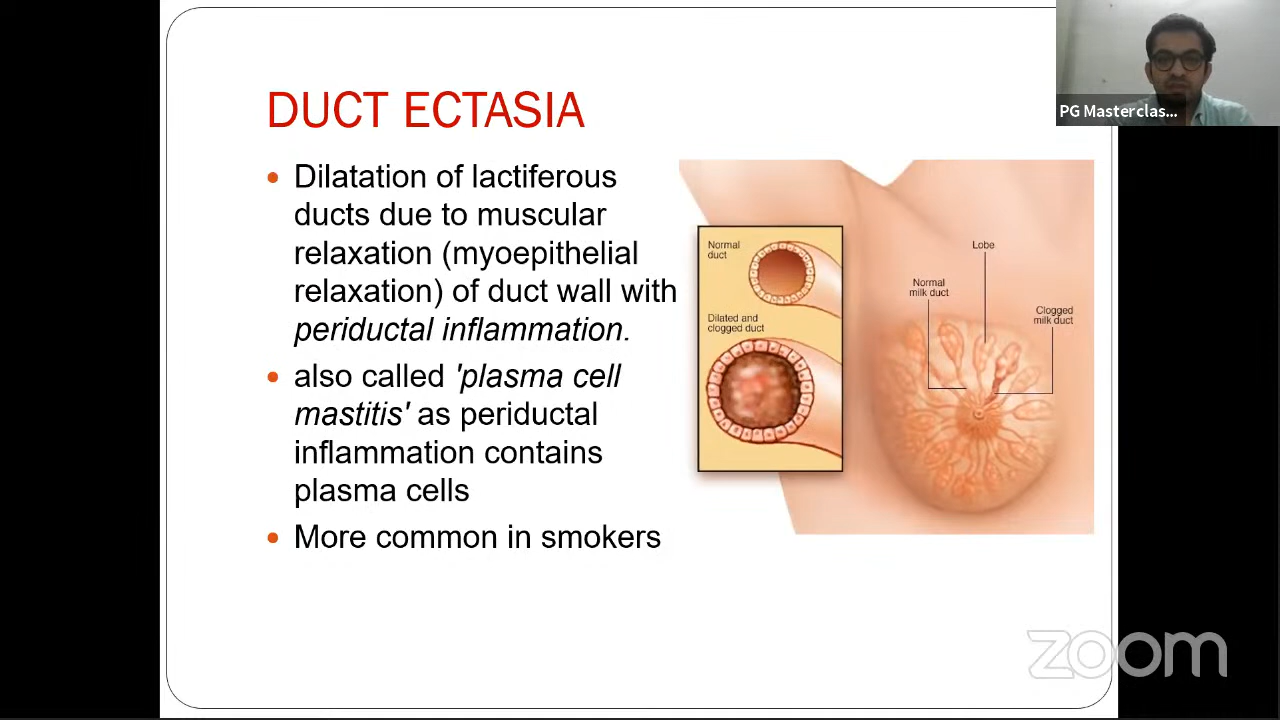 DUCT ECTASIA
Dilatation of lactiferous
ducts due to muscular
relaxation (myoepithelial
relaxation) of duct wall with
periductal inflammation.
also called 'plasma cell
mastitis' as periductal
inflammation contains
plasma cells
More common in smokers
Normal
duct
Dilated and
clogged duct
Lobe
Normal
milk duct
Clogged
milk duct
PG Masterclas...
zoom